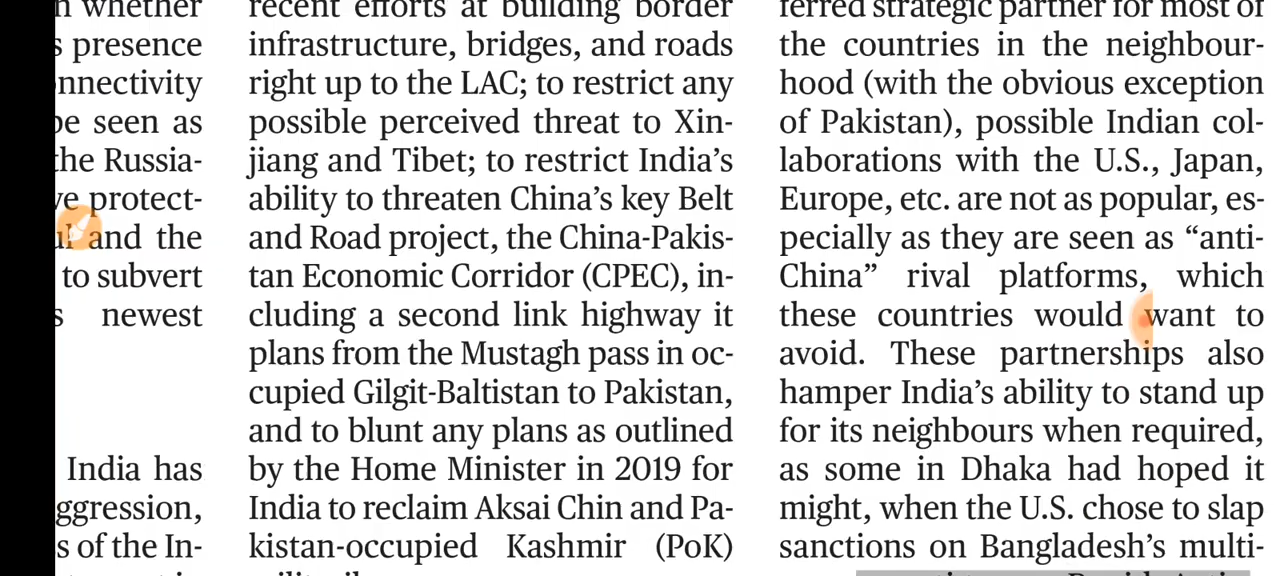 whether
s presence
nnectivity
be seen as
the Russia-
ve protect-
and the
to subvert
s newest
India has
ggression,
s of the In-
recent efforts at building border
infrastructure, bridges, and roads
right up to the LAC; to restrict any
possible perceived threat to Xin-
jiang and Tibet; to restrict India's
ability to threaten China's key Belt
and Road project, the China-Pakis-
tan Economic Corridor (CPEC), in-
cluding a second link highway it
plans from the Mustagh pass in oc-
cupied Gilgit-Baltistan to Pakistan,
and to blunt any plans as outlined
by the Home Minister in 2019 for
India to reclaim Aksai Chin and Pa-
kistan-occupied Kashmir (PoK)
ferred strategic partner for most of
the countries in the neighbour-
hood (with the obvious exception
of Pakistan), possible Indian col-
laborations with the U.S., Japan,
Europe, etc. are not as popular, es-
pecially as they are seen as “anti-
China” rival platforms, which
these countries would want to
avoid. These partnerships also
hamper India's ability to stand up
for its neighbours when required,
as some in Dhaka had hoped it
might, when the U.S. chose to slap
sanctions on Bangladesh's multi-